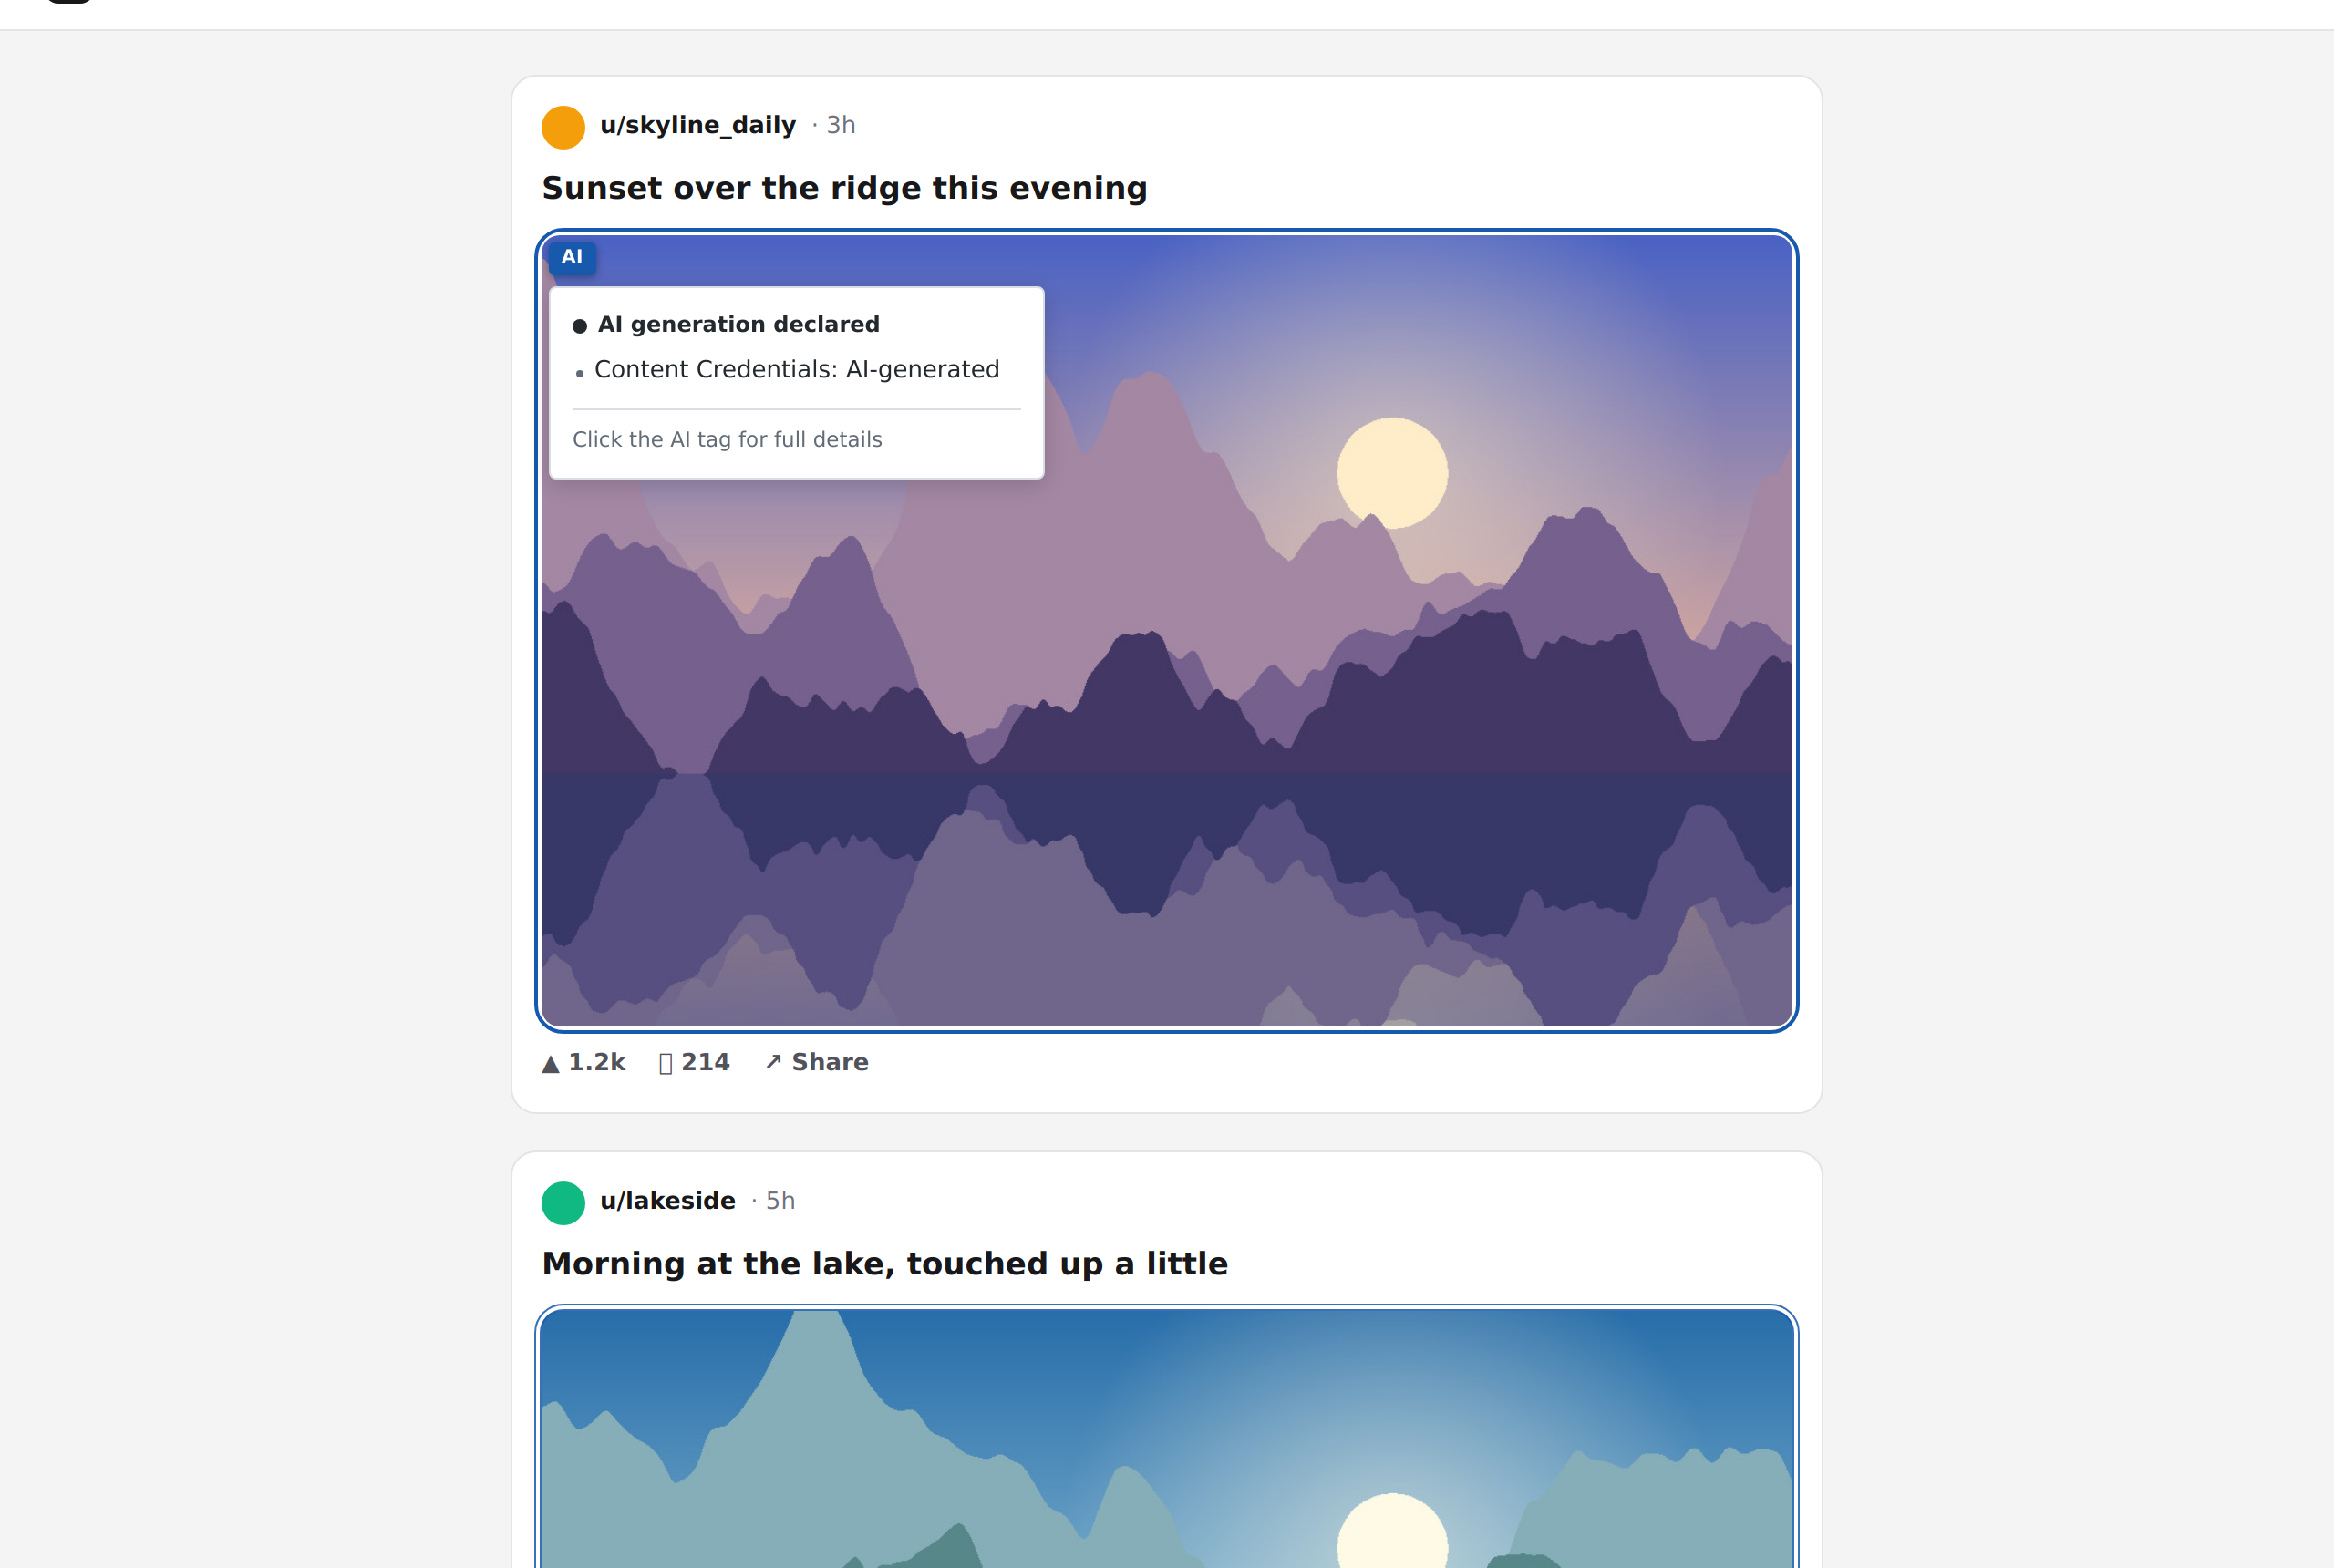 u/skyline_daily · 3h
Sunset over the ridge this evening
AI
AI generation declared
Content Credentials: AI-generated
Click the AI tag for full details
▲ 1.2k 214 ↗ Share
u/lakeside · 5h
Morning at the lake, touched up a little